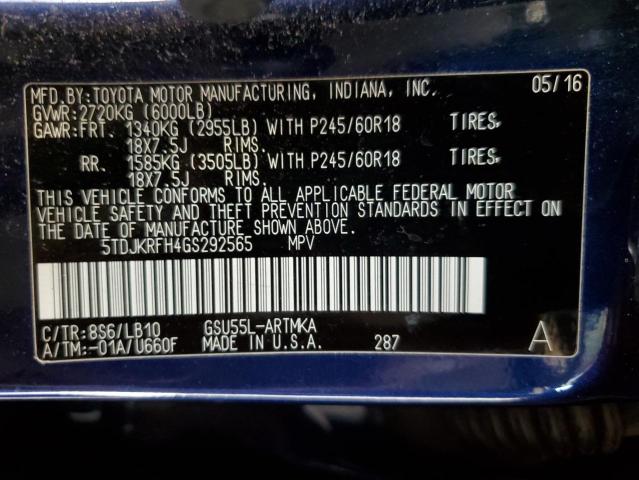 MFD.BY:TOYOTA MOTOR MANUFACTURING, INDIANA, INC. 05/16
GVWR:2720KG (6000LB)
GAWR:FRT. 1340KG (2955LB) WITH P245/60R18 TIRES,
18X7.5J RIMS.
RR. 1585KG (3505LB) WITH P245/60R18 TIRES,
18X7.5J RIMS.
THIS VEHICLE CONFORMS TO ALL APPLICABLE FEDERAL MOTOR
VEHICLE SAFETY AND THEFT PREVENTION STANDARDS IN EFFECT ON
THE DATE OF MANUFACTURE SHOWN ABOVE.
5TDJKRFH4GS292565 MPV
C/TR:8S6/LB10 GSU55L-ARTMKA
A/TM:-01A/U660F MADE IN U.S.A. 287 A